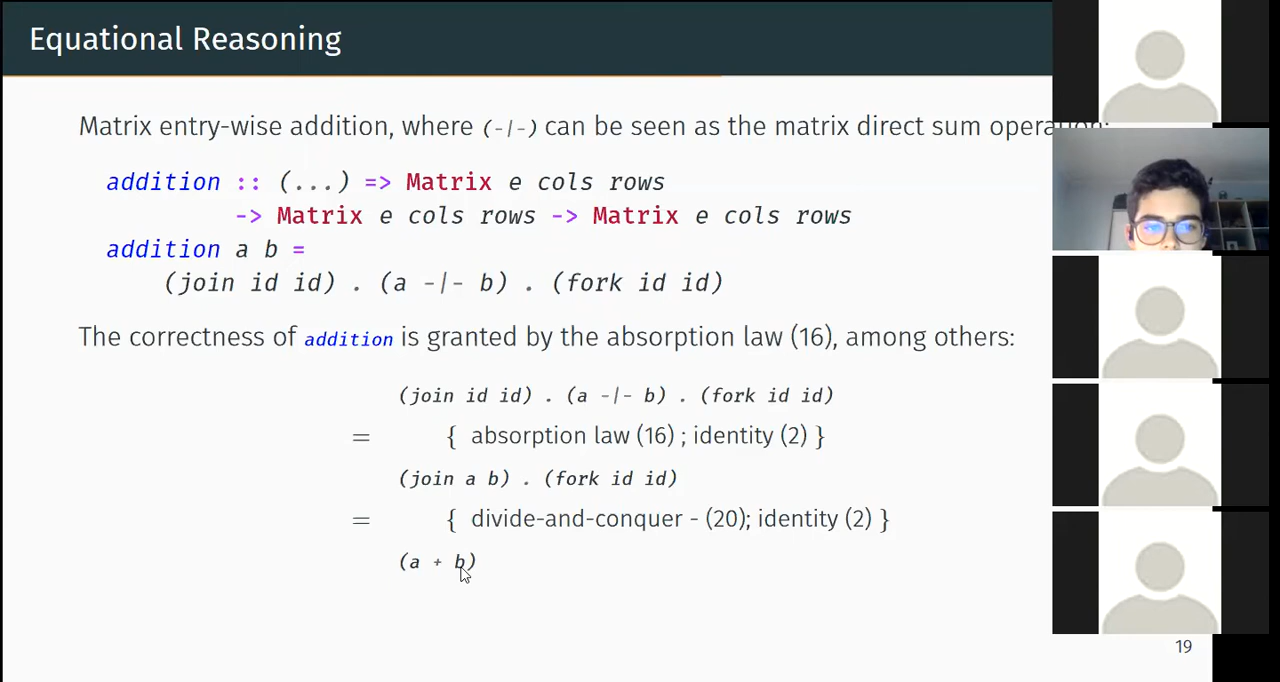 Equational Reasoning
Matrix entry-wise addition, where (-|-) can be seen as the matrix direct sum operation:
addition :: (...) => Matrix e cols rows
-> Matrix e cols rows -> Matrix e cols rows
addition a b =
(join id id) . (a -|- b) . (fork id id)
The correctness of addition is granted by the absorption law (16), among others:
(join id id) . (a -|- b) . (fork id id)
= { absorption law (16) ; identity (2) }
(join a b) . (fork id id)
= { divide-and-conquer - (20); identity (2) }
(a + b)
19